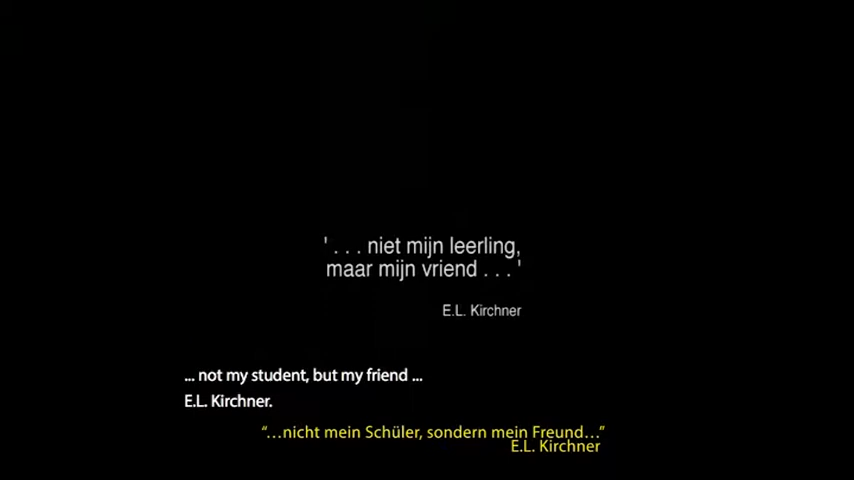 ' . . . niet mijn leerling,
maar mijn vriend . . . '
E.L. Kirchner
... not my student, but my friend ...
E.L. Kirchner.
“…nicht mein Schüler, sondern mein Freund…”
E.L. Kirchner